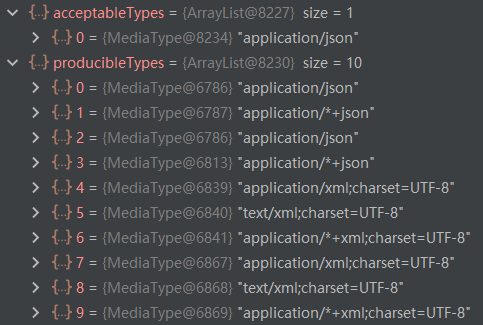 acceptableTypes = {ArrayList@8227} size = 1
0 = {MediaType@8234} "application/json"
producibleTypes = {ArrayList@8230} size = 10
0 = {MediaType@6786} "application/json"
1 = {MediaType@6787} "application/*+json"
2 = {MediaType@6786} "application/json"
3 = {MediaType@6813} "application/*+json"
4 = {MediaType@6839} "application/xml;charset=UTF-8"
5 = {MediaType@6840} "text/xml;charset=UTF-8"
6 = {MediaType@6841} "application/*+xml;charset=UTF-8"
7 = {MediaType@6867} "application/xml;charset=UTF-8"
8 = {MediaType@6868} "text/xml;charset=UTF-8"
9 = {MediaType@6869} "application/*+xml;charset=UTF-8"